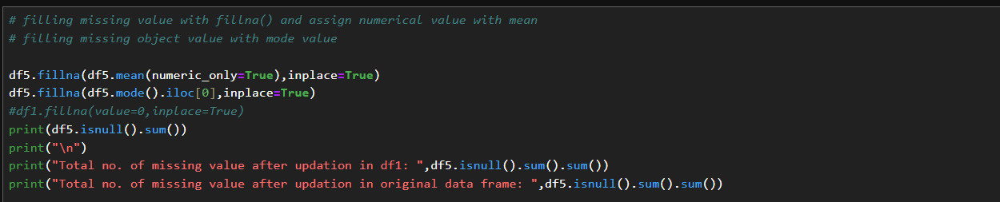 # filling missing value with fillna() and assign numerical value with mean
# filling missing object value with mode value
df5.fillna(df5.mean(numeric_only=True),inplace=True)
df5.fillna(df5.mode().iloc[0],inplace=True)
#df1.fillna(value=0,inplace=True)
print(df5.isnull().sum())
print("\n")
print("Total no. of missing value after updation in df1: ",df5.isnull().sum().sum())
print("Total no. of missing value after updation in original data frame: ",df5.isnull().sum().sum())